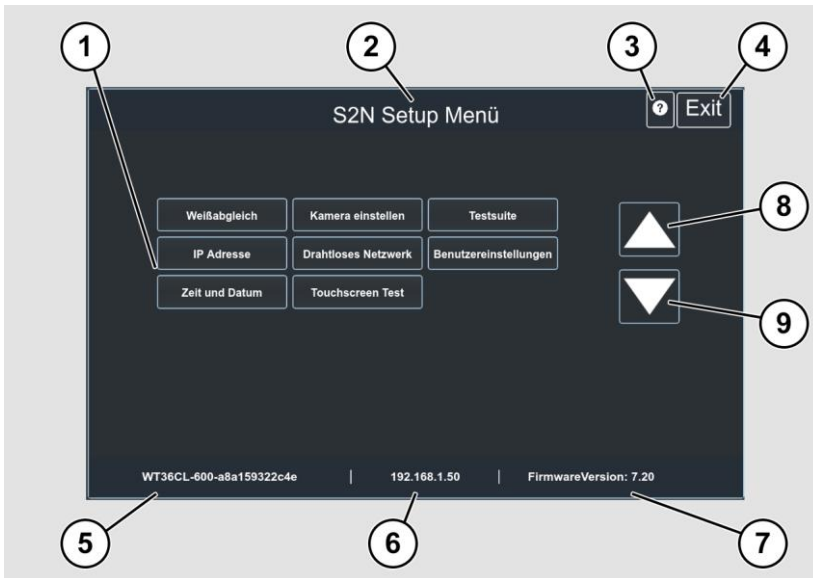 1 2 3 4
S2N Setup Menü ? Exit
Weißabgleich Kamera einstellen Testsuite
8
IP Adresse Drahtloses Netzwerk Benutzereinstellungen
Zeit und Datum Touchscreen Test
9
WT36CL-600-a8a159322c4e | 192.168.1.50 | FirmwareVersion: 7.20
5 6 7